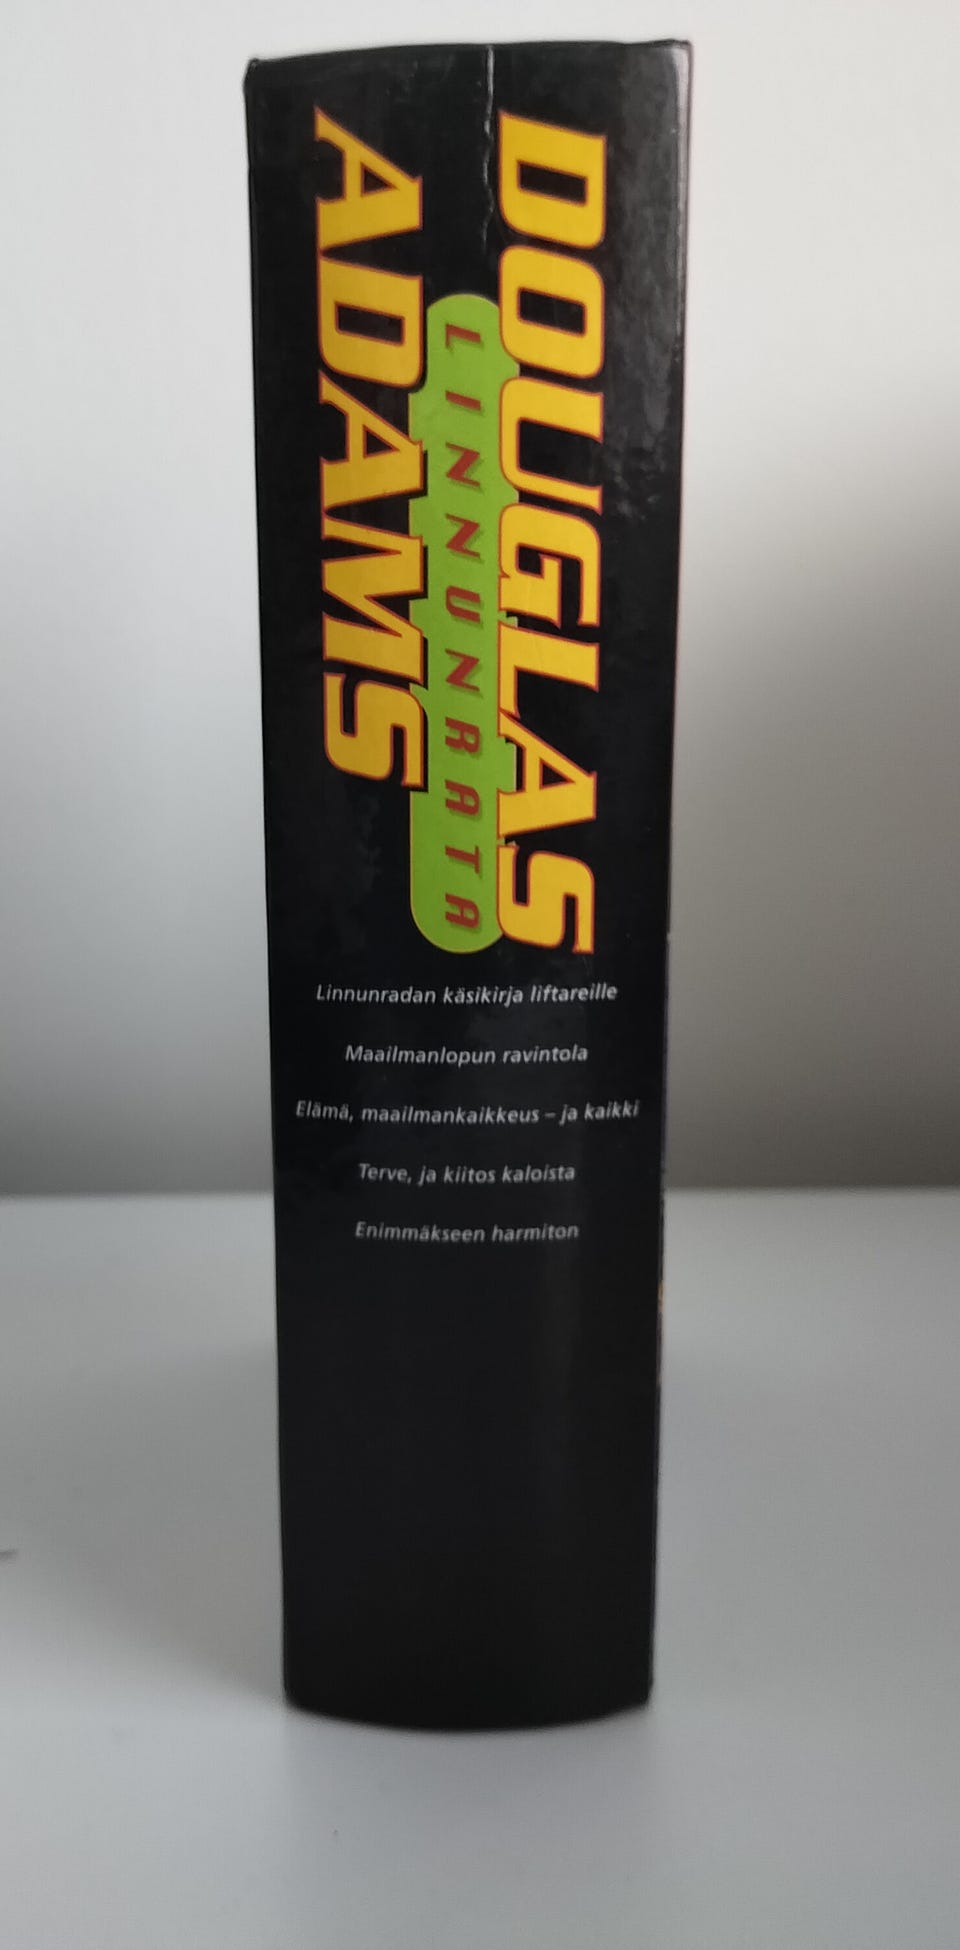 DOUGLAS
ADAMS
LINNUNRATA
Linnunradan käsikirja liftareille
Maailmanlopun ravintola
Elämä, maailmankaikkeus – ja kaikki
Terve, ja kiitos kaloista
Enimmäkseen harmiton